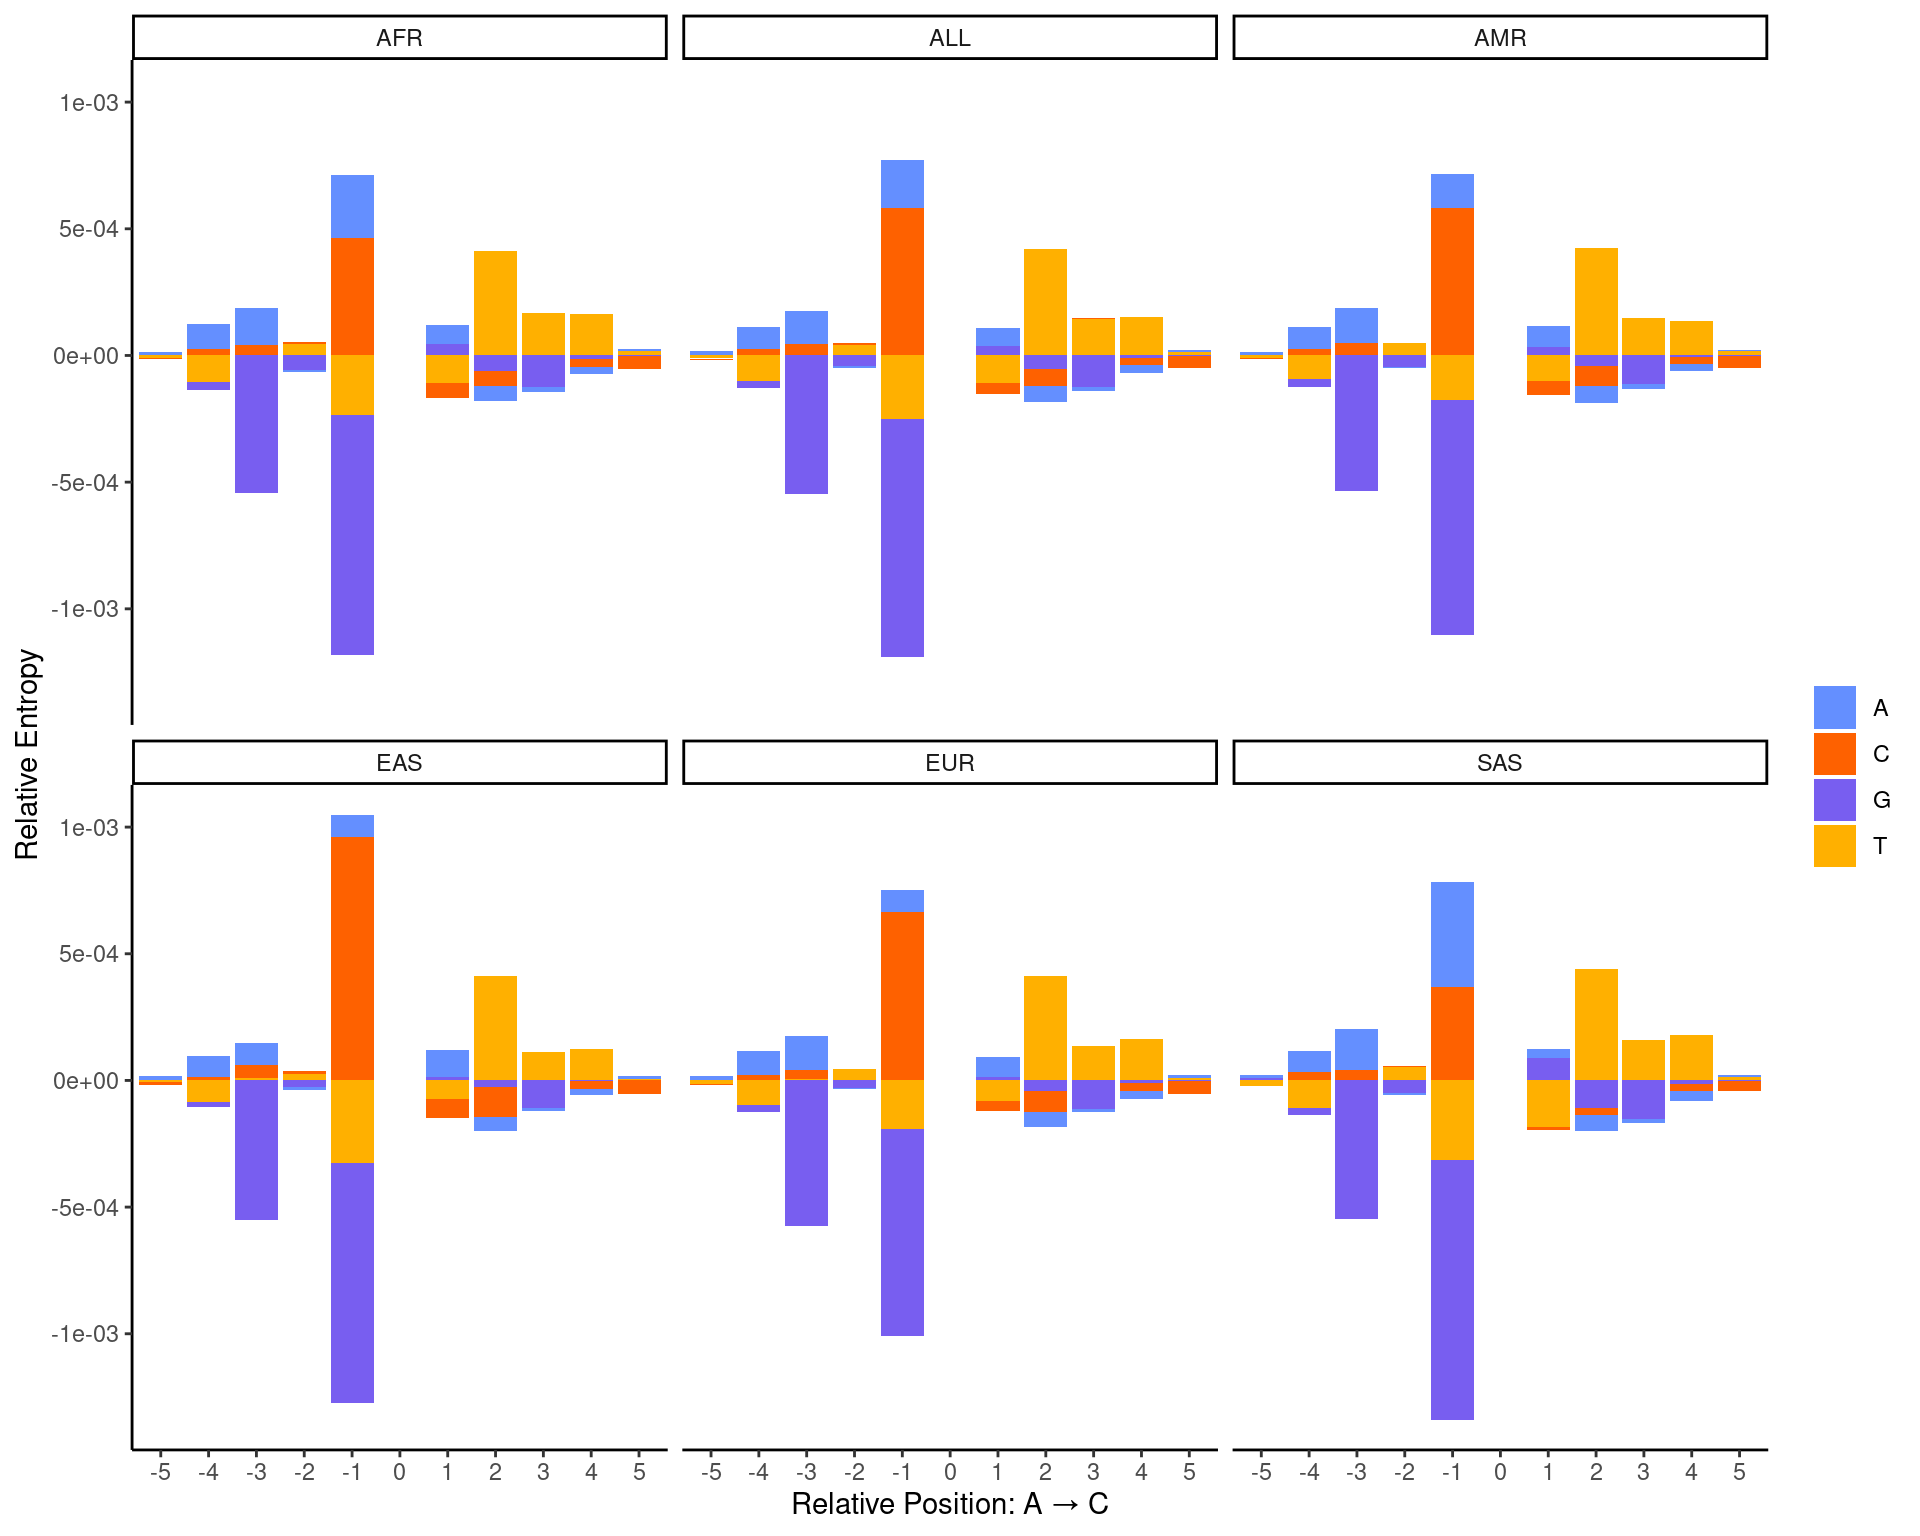 AFR ALL AMR
1e-03
5e-04
0e+00
-5e-04
-1e-03
Relative Entropy
A
C
G
T
EAS EUR SAS
1e-03
5e-04
0e+00
-5e-04
-1e-03
-5 -4 -3 -2 -1 0 1 2 3 4 5 -5 -4 -3 -2 -1 0 1 2 3 4 5 -5 -4 -3 -2 -1 0 1 2 3 4 5
Relative Position: A → C